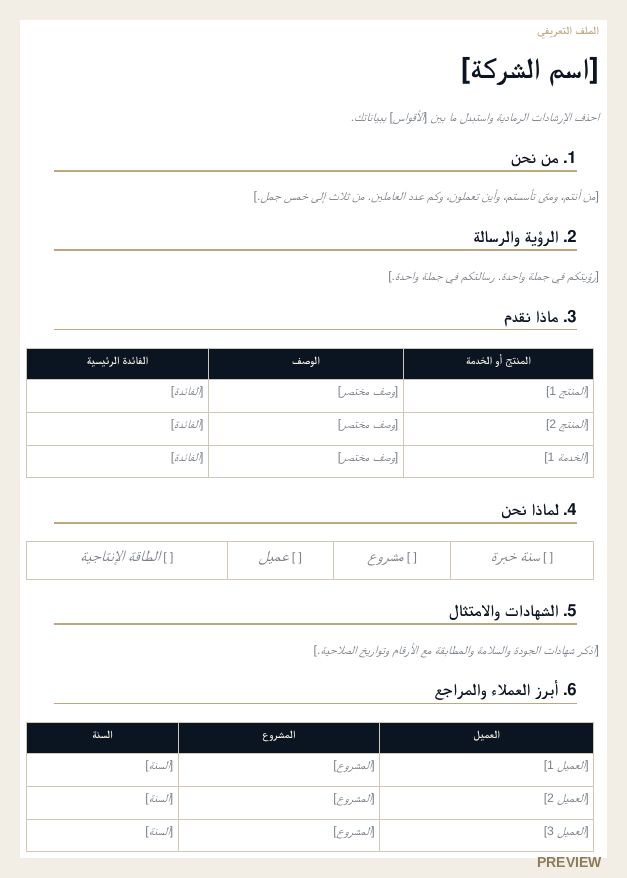 الملف التعريفي
[اسم الشركة]
احذف الإرشادات الرمادية واستبدل ما بين [الأقواس] ببياناتك.
1. من نحن
[من أنتم، ومتى تأسستم، وأين تعملون، وكم عدد العاملين. من ثلاث إلى خمس جمل.]
2. الرؤية والرسالة
[رؤيتكم في جملة واحدة. رسالتكم في جملة واحدة.]
3. ماذا نقدم
المنتج أو الخدمة الوصف الفائدة الرئيسية
[المنتج 1] [وصف مختصر] [الفائدة]
[المنتج 2] [وصف مختصر] [الفائدة]
[الخدمة 1] [وصف مختصر] [الفائدة]
4. لماذا نحن
[ ] سنة خبرة [ ] مشروع [ ] عميل [ ] الطاقة الإنتاجية
5. الشهادات والامتثال
[اذكر شهادات الجودة والسلامة والمطابقة مع الأرقام وتواريخ الصلاحية.]
6. أبرز العملاء والمراجع
العميل المشروع السنة
[العميل 1] [المشروع] [السنة]
[العميل 2] [المشروع] [السنة]
[العميل 3] [المشروع] [السنة]
PREVIEW